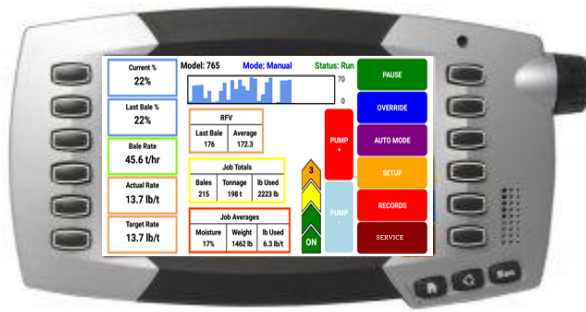 Current %
22%
Last Bale %
22%
Bale Rate
45.6 t/hr
Actual Rate
13.7 lb/t
Target Rate
13.7 lb/t
Model: 765 Mode: Manual Status: Run
70
0
RFV
Last Bale Average
176 172.3
Job Totals
Bales Tonnage lb Used
215 198 t 2223 lb
Job Averages
Moisture Weight lb Used
17% 1462 lb 6.3 lb/t
3
ON
PUMP
+
PUMP
-
PAUSE
OVERRIDE
AUTO MODE
SETUP
RECORDS
SERVICE